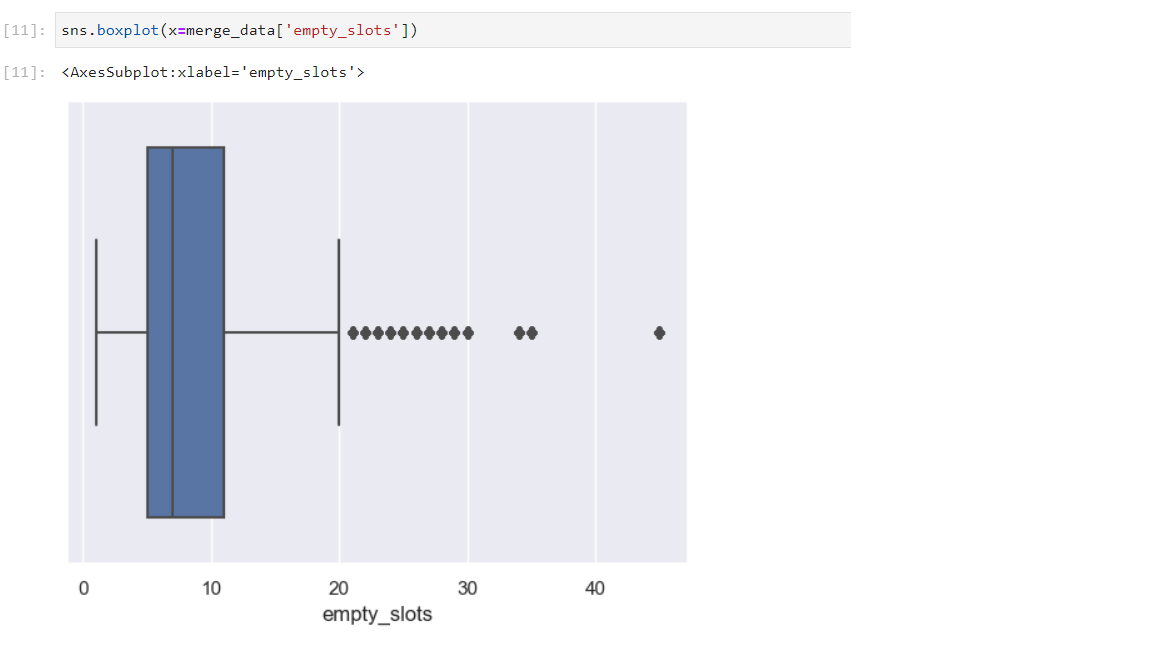 [11]: sns.boxplot(x=merge_data['empty_slots'])
[11]: <AxesSubplot:xlabel='empty_slots'>
0 10 20 30 40
empty_slots